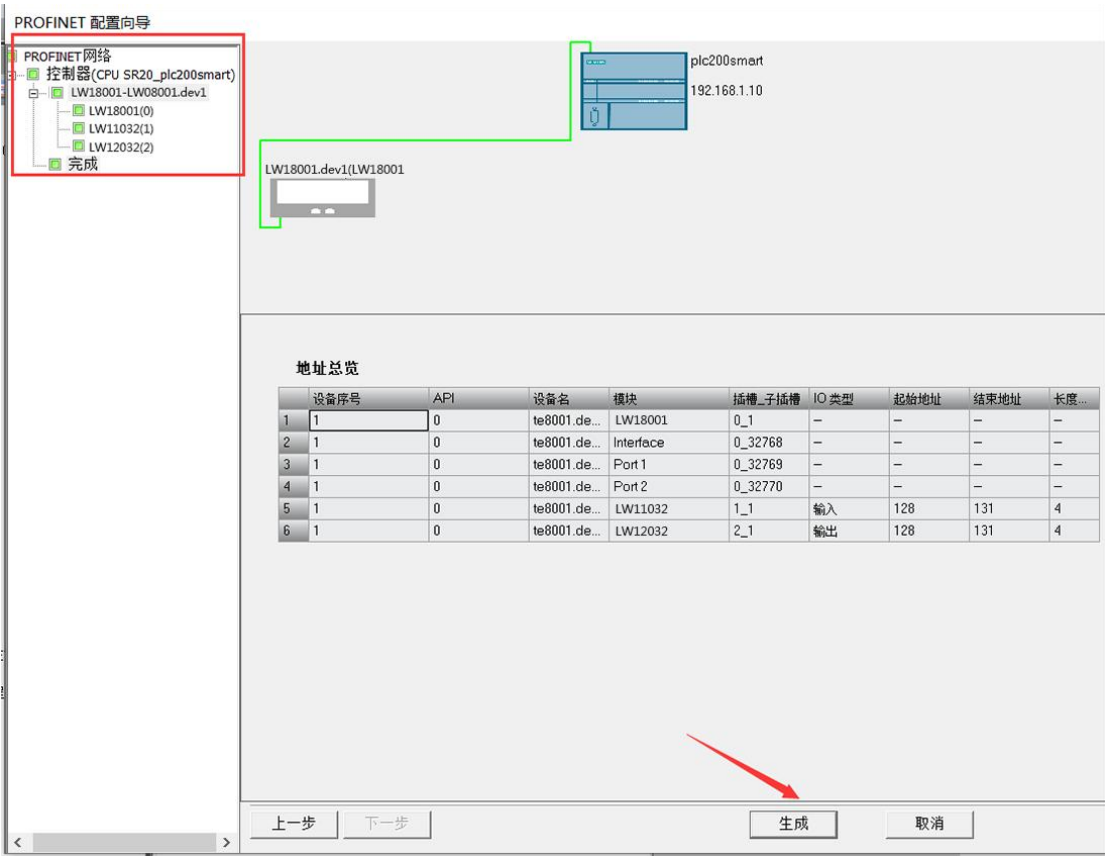 PROFINET 配置向导
PROFINET网络
控制器(CPU SR20_plc200smart)
LW18001-LW08001.dev1
LW18001(0)
LW11032(1)
LW12032(2)
完成
plc200smart
192.168.1.10
LW18001.dev1(LW18001
地址总览
设备序号 API 设备名 模块 插槽_子插槽 IO 类型 起始地址 结束地址 长度...
1 1 0 te8001.de... LW18001 0_1 – – – –
2 1 0 te8001.de... Interface 0_32768 – – – –
3 1 0 te8001.de... Port 1 0_32769 – – – –
4 1 0 te8001.de... Port 2 0_32770 – – – –
5 1 0 te8001.de... LW11032 1_1 输入 128 131 4
6 1 0 te8001.de... LW12032 2_1 输出 128 131 4
上一步 下一步 生成 取消